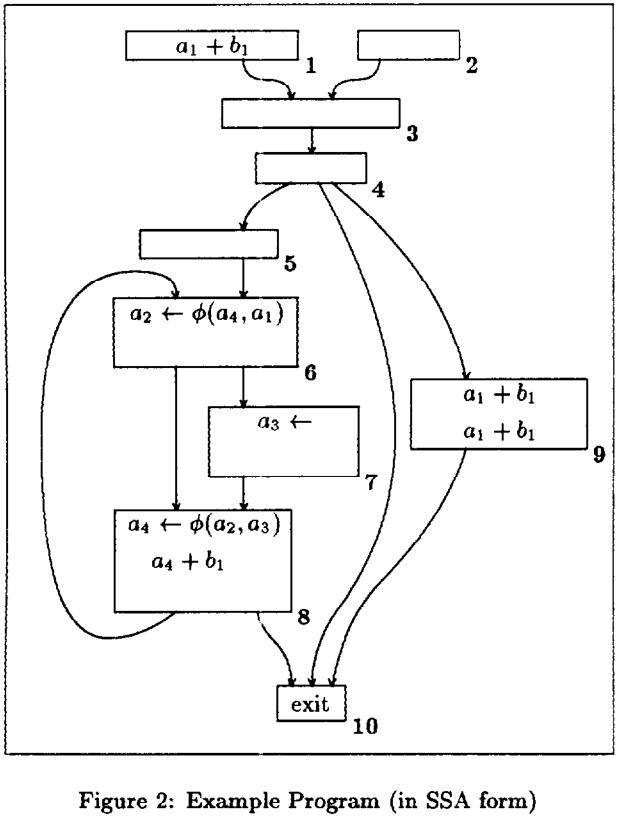 a₁ + b₁
1
2
3
4
5
a₂ ← ϕ(a₄, a₁)
6
a₃ ←
7
a₁ + b₁
a₁ + b₁
9
a₄ ← ϕ(a₂, a₃)
a₄ + b₁
8
exit
10
Figure 2: Example Program (in SSA form)